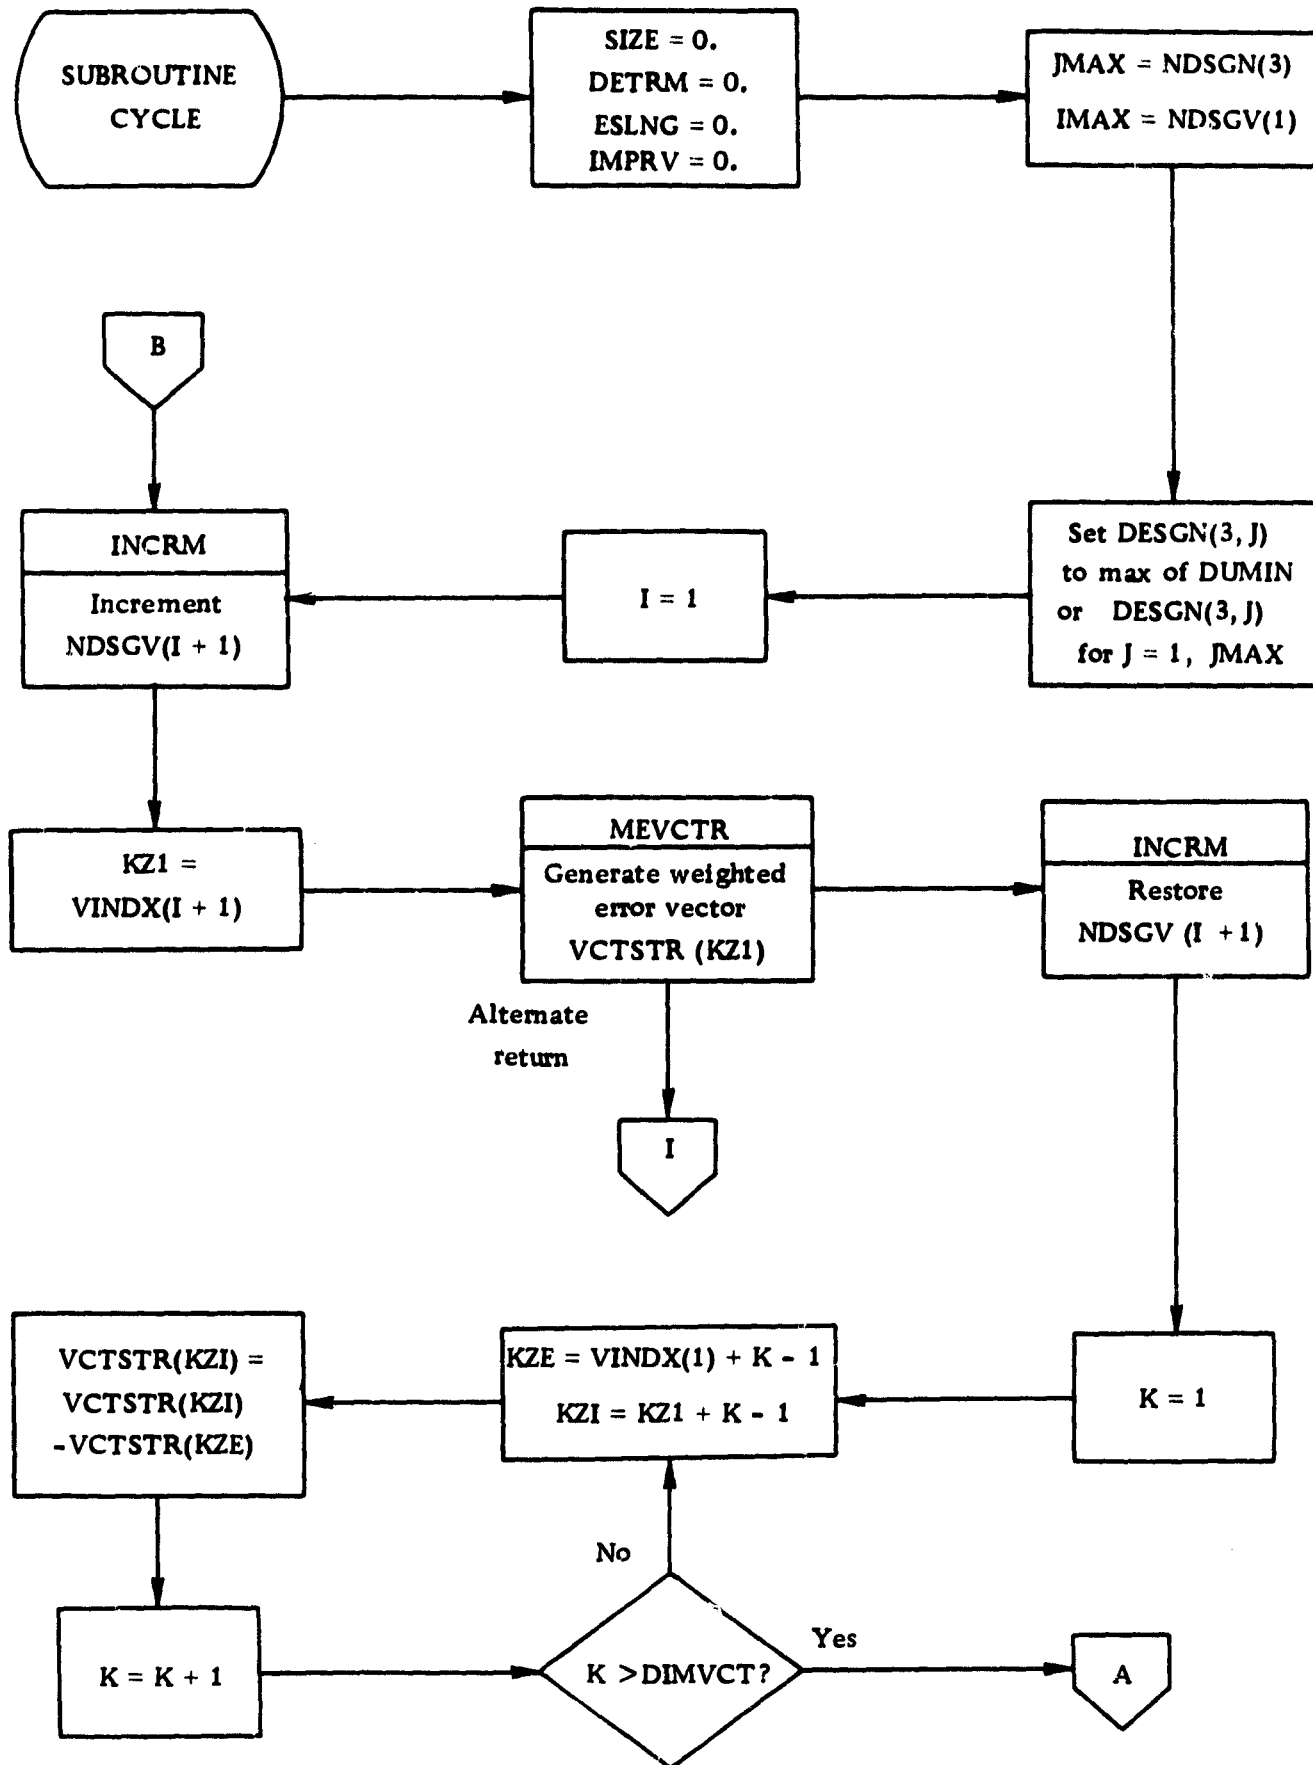 SUBROUTINE
CYCLE
SIZE = 0.
DETRM = 0.
ESLNG = 0.
IMPRV = 0.
JMAX = NDSGN(3)
IMAX = NDSGV(1)
B
INCRM
Increment
NDSGV(I + 1)
I = 1
Set DESGN(3, J)
to max of DUMIN
or DESGN(3, J)
for J = 1, JMAX
KZ1 =
VINDX(I + 1)
MEVCTR
Generate weighted
error vector
VCTSTR (KZ1)
INCRM
Restore
NDSGV (I +1)
Alternate
return
I
VCTSTR(KZI) =
VCTSTR(KZI)
-VCTSTR(KZE)
KZE = VINDX(1) + K - 1
KZI = KZ1 + K - 1
K = 1
No
K = K + 1
K >DIMVCT?
Yes
A